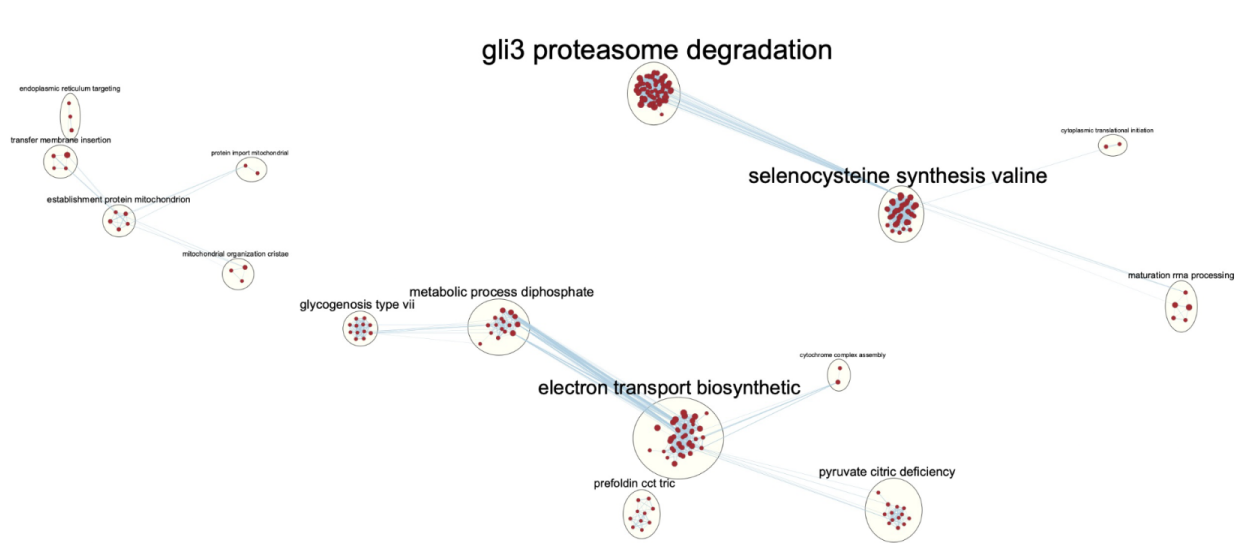 gli3 proteasome degradation
endoplasmic reticulum targeting
cytoplasmic translational initiation
transfer membrane insertion
protein import mitochondrial
selenocysteine synthesis valine
establishment protein mitochondrion
mitochondrial organization cristae
maturation rrna processing
metabolic process diphosphate
glycogenosis type vii
cytochrome complex assembly
electron transport biosynthetic
pyruvate citric deficiency
prefoldin cct tric